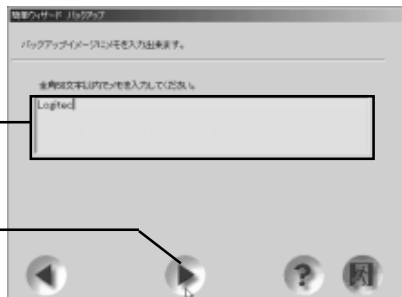 簡単ウィザード バックアップ
バックアップイメージにメモを入力出来ます。
全角68文字以内でメモを入力してください。
Logitec
?